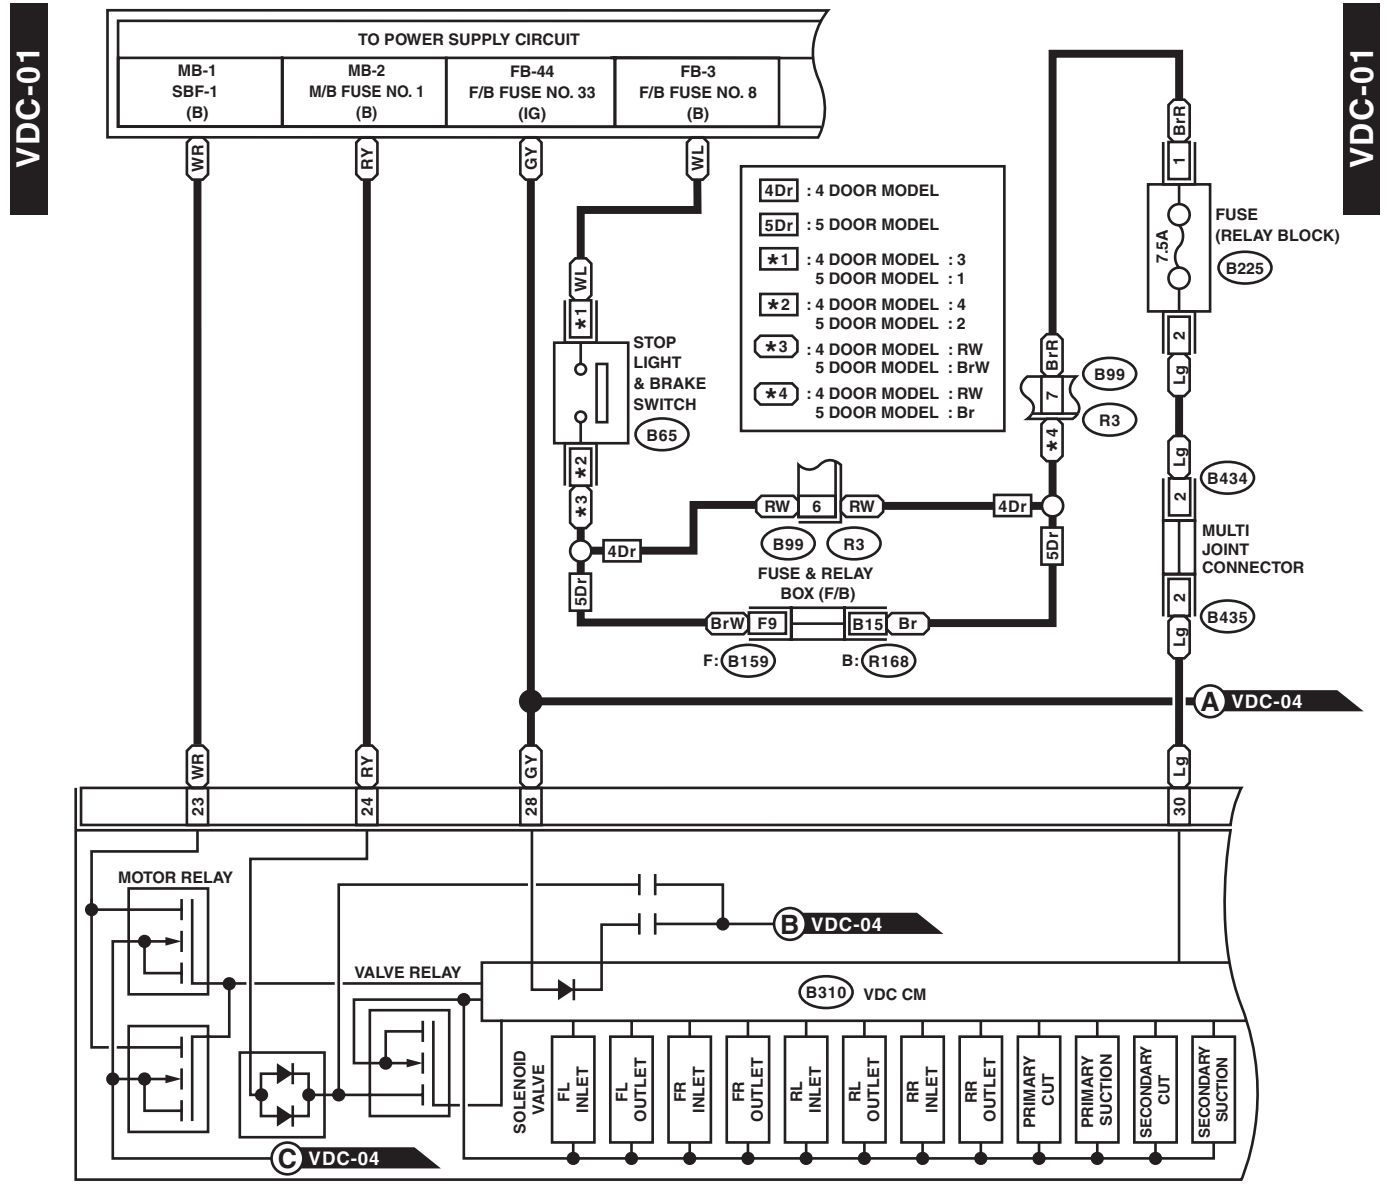 VDC-01
VDC-01
TO POWER SUPPLY CIRCUIT
MB-1
SBF-1
(B)
MB-2
M/B FUSE NO. 1
(B)
FB-44
F/B FUSE NO. 33
(IG)
FB-3
F/B FUSE NO. 8
(B)
WR
RY
GY
WL
WL
*1
STOP
LIGHT
& BRAKE
SWITCH
B65
*2
*3
4Dr
5Dr
4Dr : 4 DOOR MODEL
5Dr : 5 DOOR MODEL
*1 : 4 DOOR MODEL : 3
5 DOOR MODEL : 1
*2 : 4 DOOR MODEL : 4
5 DOOR MODEL : 2
*3 : 4 DOOR MODEL : RW
5 DOOR MODEL : BrW
*4 : 4 DOOR MODEL : RW
5 DOOR MODEL : Br
BrR
1
7.5A
FUSE
(RELAY BLOCK)
B225
2
Lg
BrR
7
B99
R3
*4
RW 6 RW
4Dr
B99
R3
5Dr
FUSE & RELAY
BOX (F/B)
BrW F9
B15 Br
F: B159
B: R168
Lg
B434
2
MULTI
JOINT
CONNECTOR
2
B435
Lg
A VDC-04
WR
RY
GY
Lg
23
24
28
30
MOTOR RELAY
B VDC-04
VALVE RELAY
B310 VDC CM
SOLENOID
VALVE
FL
INLET
FL
OUTLET
FR
INLET
FR
OUTLET
RL
INLET
RL
OUTLET
RR
INLET
RR
OUTLET
PRIMARY
CUT
PRIMARY
SUCTION
SECONDARY
CUT
SECONDARY
SUCTION
C VDC-04